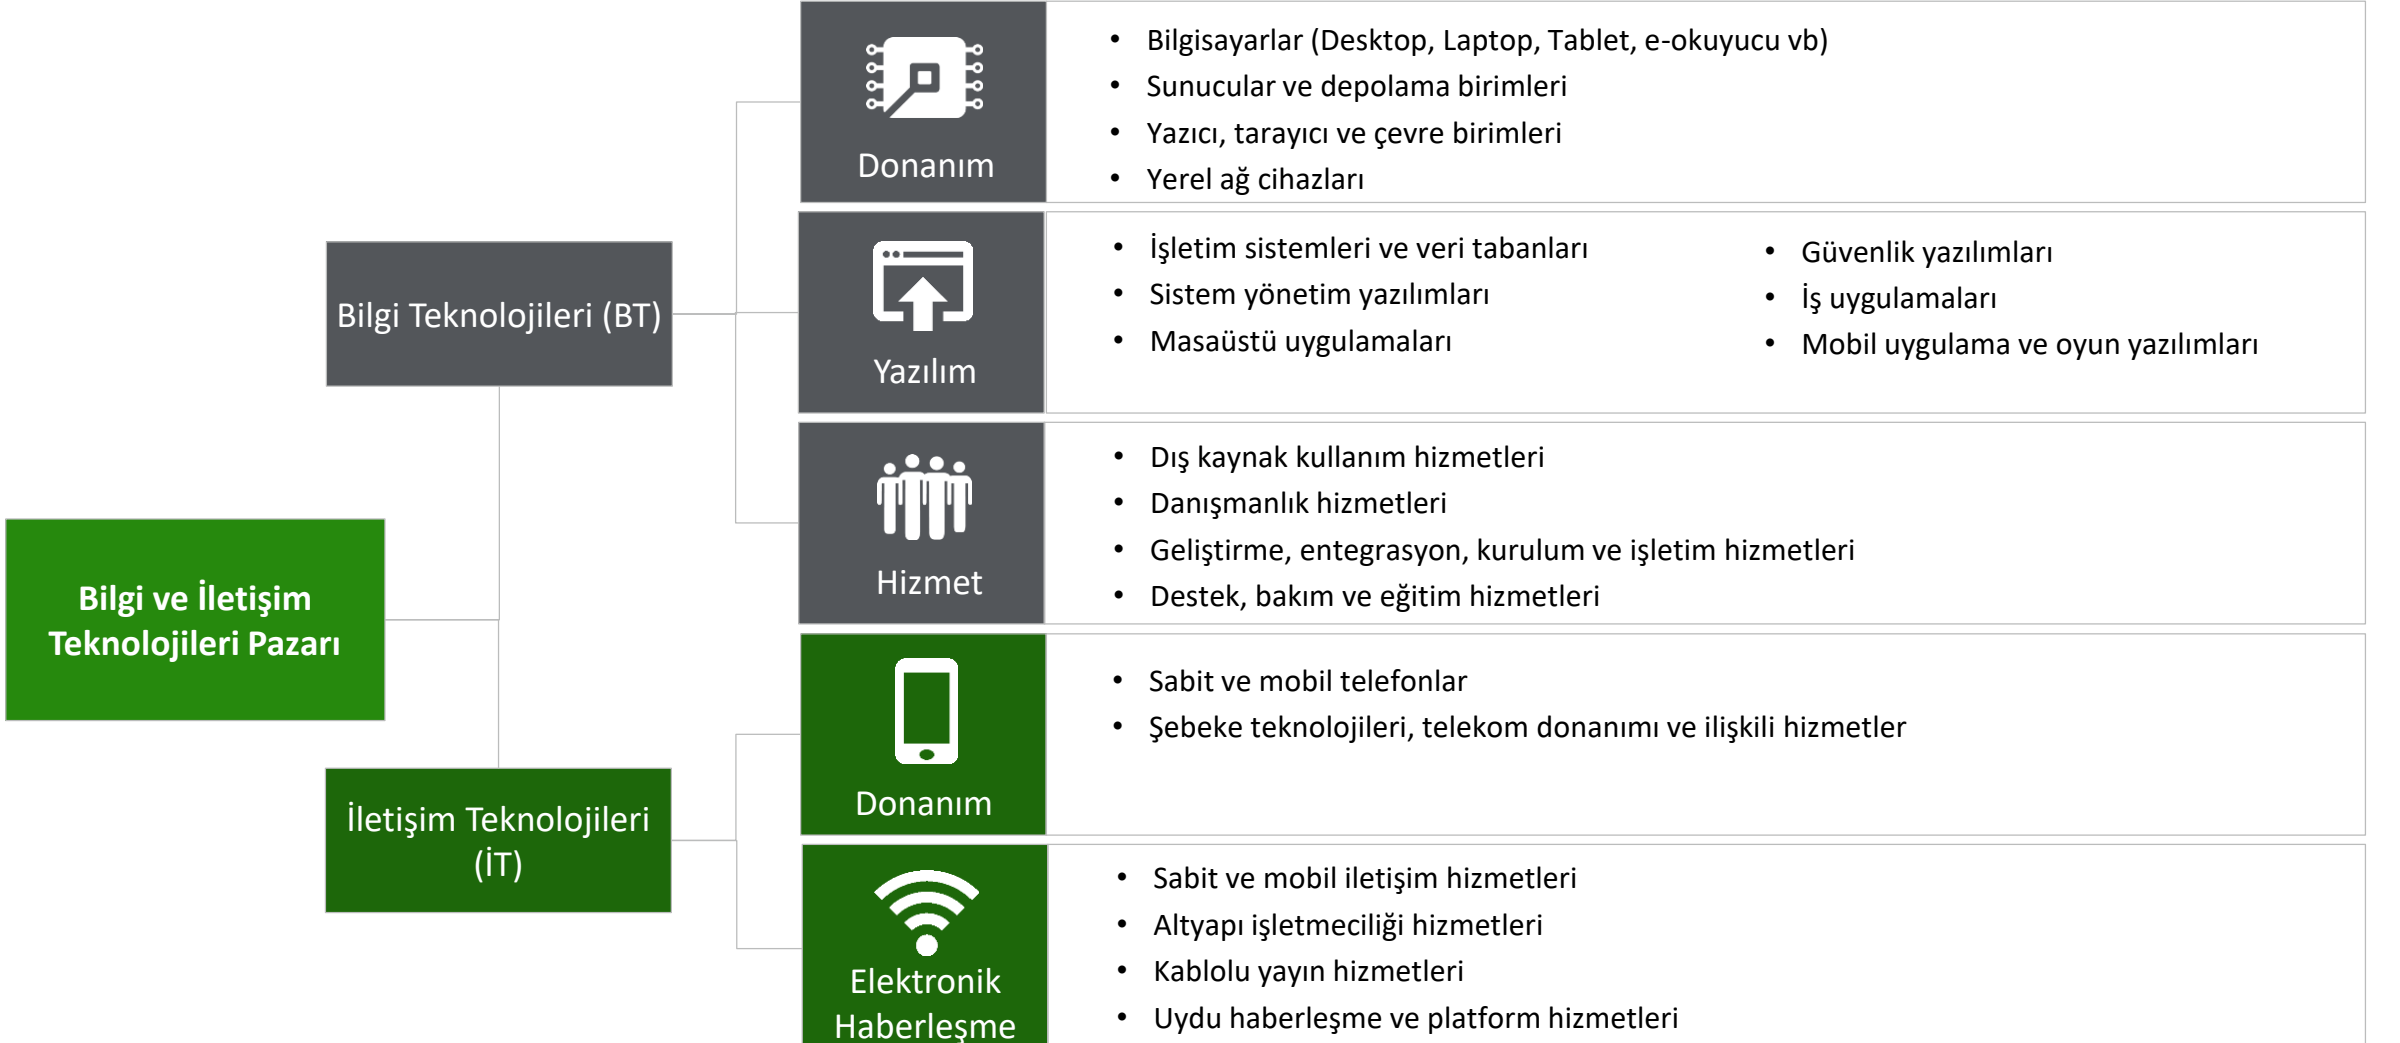 Bilgi ve İletişim
Teknolojileri Pazarı
Bilgi Teknolojileri (BT)
Donanım
• Bilgisayarlar (Desktop, Laptop, Tablet, e-okuyucu vb)
• Sunucular ve depolama birimleri
• Yazıcı, tarayıcı ve çevre birimleri
• Yerel ağ cihazları
Yazılım
• İşletim sistemleri ve veri tabanları
• Sistem yönetim yazılımları
• Masaüstü uygulamaları
• Güvenlik yazılımları
• İş uygulamaları
• Mobil uygulama ve oyun yazılımları
Hizmet
• Dış kaynak kullanım hizmetleri
• Danışmanlık hizmetleri
• Geliştirme, entegrasyon, kurulum ve işletim hizmetleri
• Destek, bakım ve eğitim hizmetleri
İletişim Teknolojileri
(İT)
Donanım
• Sabit ve mobil telefonlar
• Şebeke teknolojileri, telekom donanımı ve ilişkili hizmetler
Elektronik
Haberleşme
• Sabit ve mobil iletişim hizmetleri
• Altyapı işletmeciliği hizmetleri
• Kablolu yayın hizmetleri
• Uydu haberleşme ve platform hizmetleri